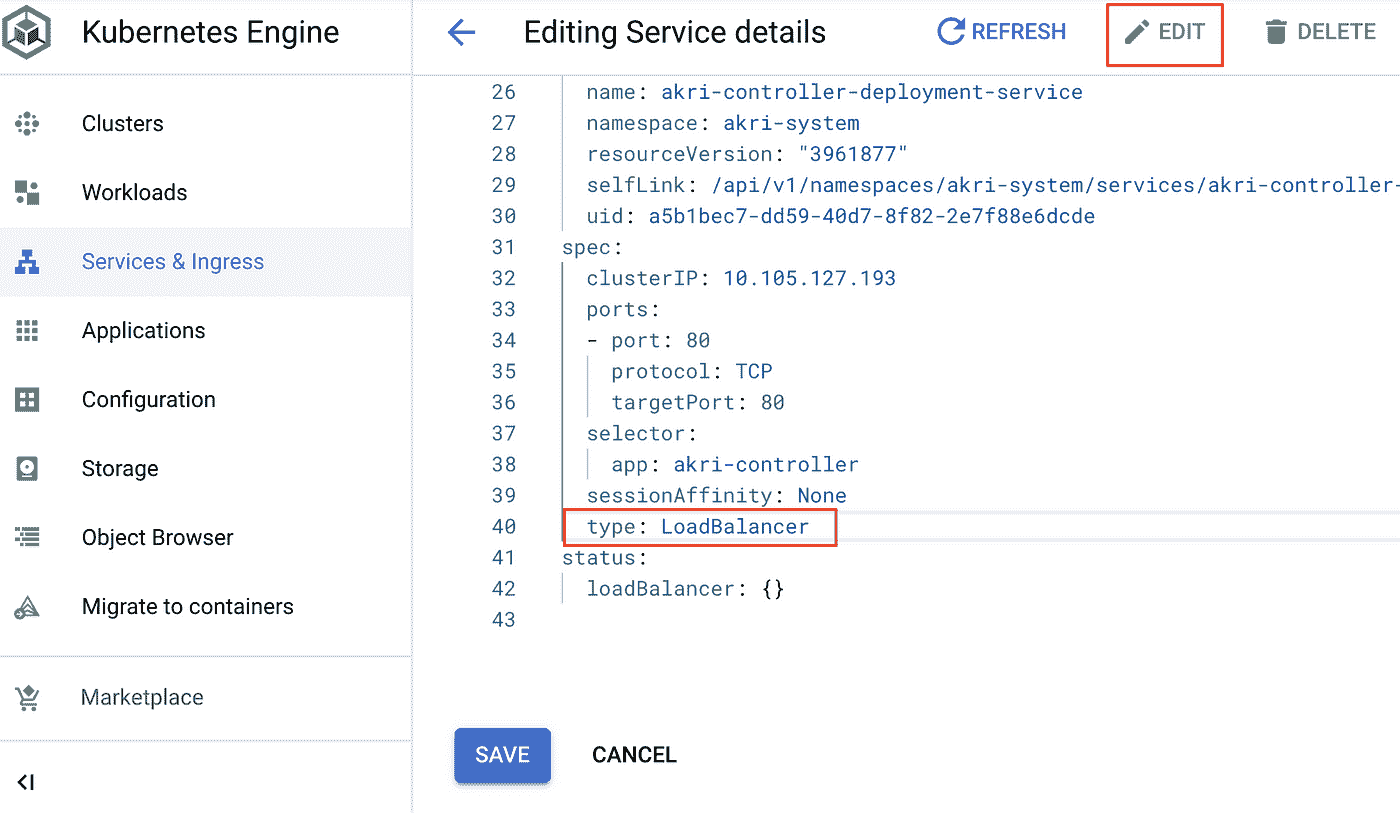 Kubernetes Engine
Editing Service details
REFRESH
EDIT
DELETE
Clusters
Workloads
Services & Ingress
Applications
Configuration
Storage
Object Browser
Migrate to containers
Marketplace
26 name: akri-controller-deployment-service
27 namespace: akri-system
28 resourceVersion: "3961877"
29 selfLink: /api/v1/namespaces/akri-system/services/akri-controller-
30 uid: a5b1bec7-dd59-40d7-8f82-2e7f88e6dcde
31 spec:
32 clusterIP: 10.105.127.193
33 ports:
34 - port: 80
35 protocol: TCP
36 targetPort: 80
37 selector:
38 app: akri-controller
39 sessionAffinity: None
40 type: LoadBalancer
41 status:
42 loadBalancer: {}
43
SAVE
CANCEL